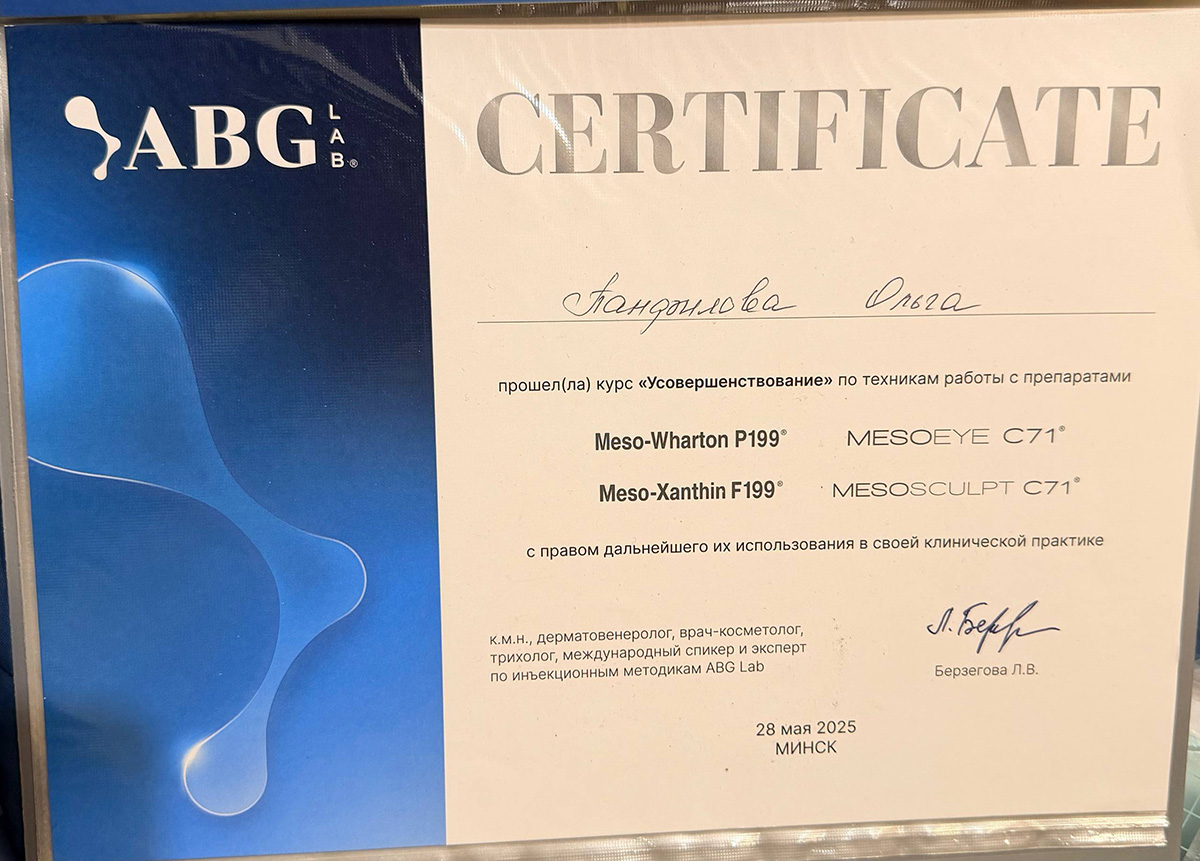 ABG LAB®
CERTIFICATE
Панфилова Ольга
прошел(ла) курс «Усовершенствование» по техникам работы с препаратами
Meso-Wharton P199® MESOEYE C71®
Meso-Xanthin F199® MESOSCULPT C71®
с правом дальнейшего их использования в своей клинической практике
к.м.н., дерматовенеролог, врач-косметолог,
трихолог, международный спикер и эксперт
по инъекционным методикам ABG Lab
Л.Берз
Берзегова Л.В.
28 мая 2025
МИНСК